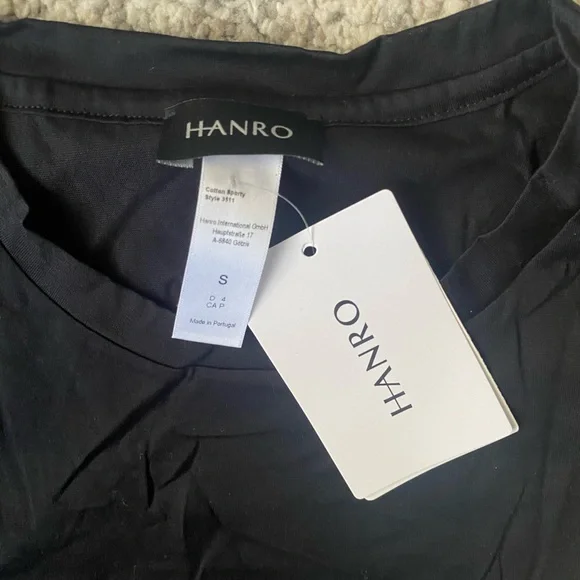 HANRO
Cotton Sporty
Style 3511
Hanro International GmbH
Hauptstraße 17
A-6840 Götzis
S
D 4
CA P
Made in Portugal
HANRO